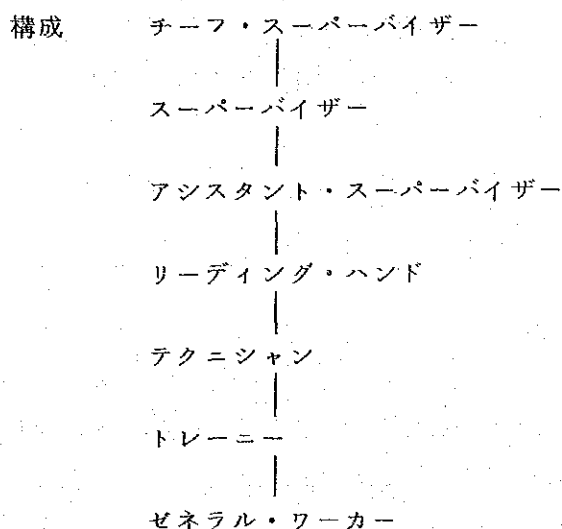 構成 チーフ・スーパーバイザー
スーパーバイザー
アシスタント・スーパーバイザー
リーディング・ハンド
テクニシャン
トレーニー
ゼネラル・ワーカー